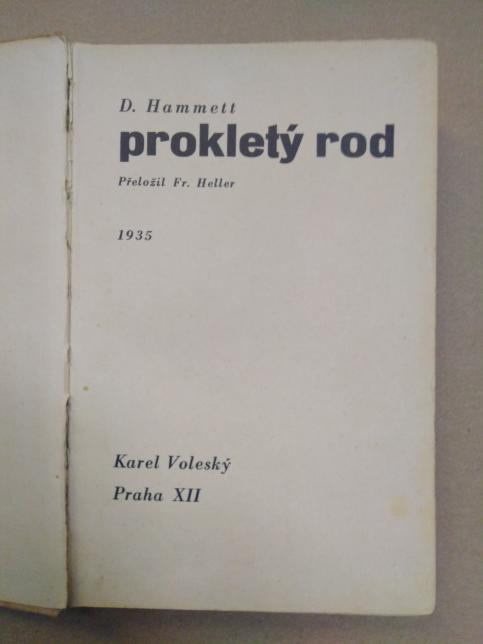 D. Hammett
prokletý rod
Přeložil Fr. Heller
1935
Karel Voleský
Praha XII